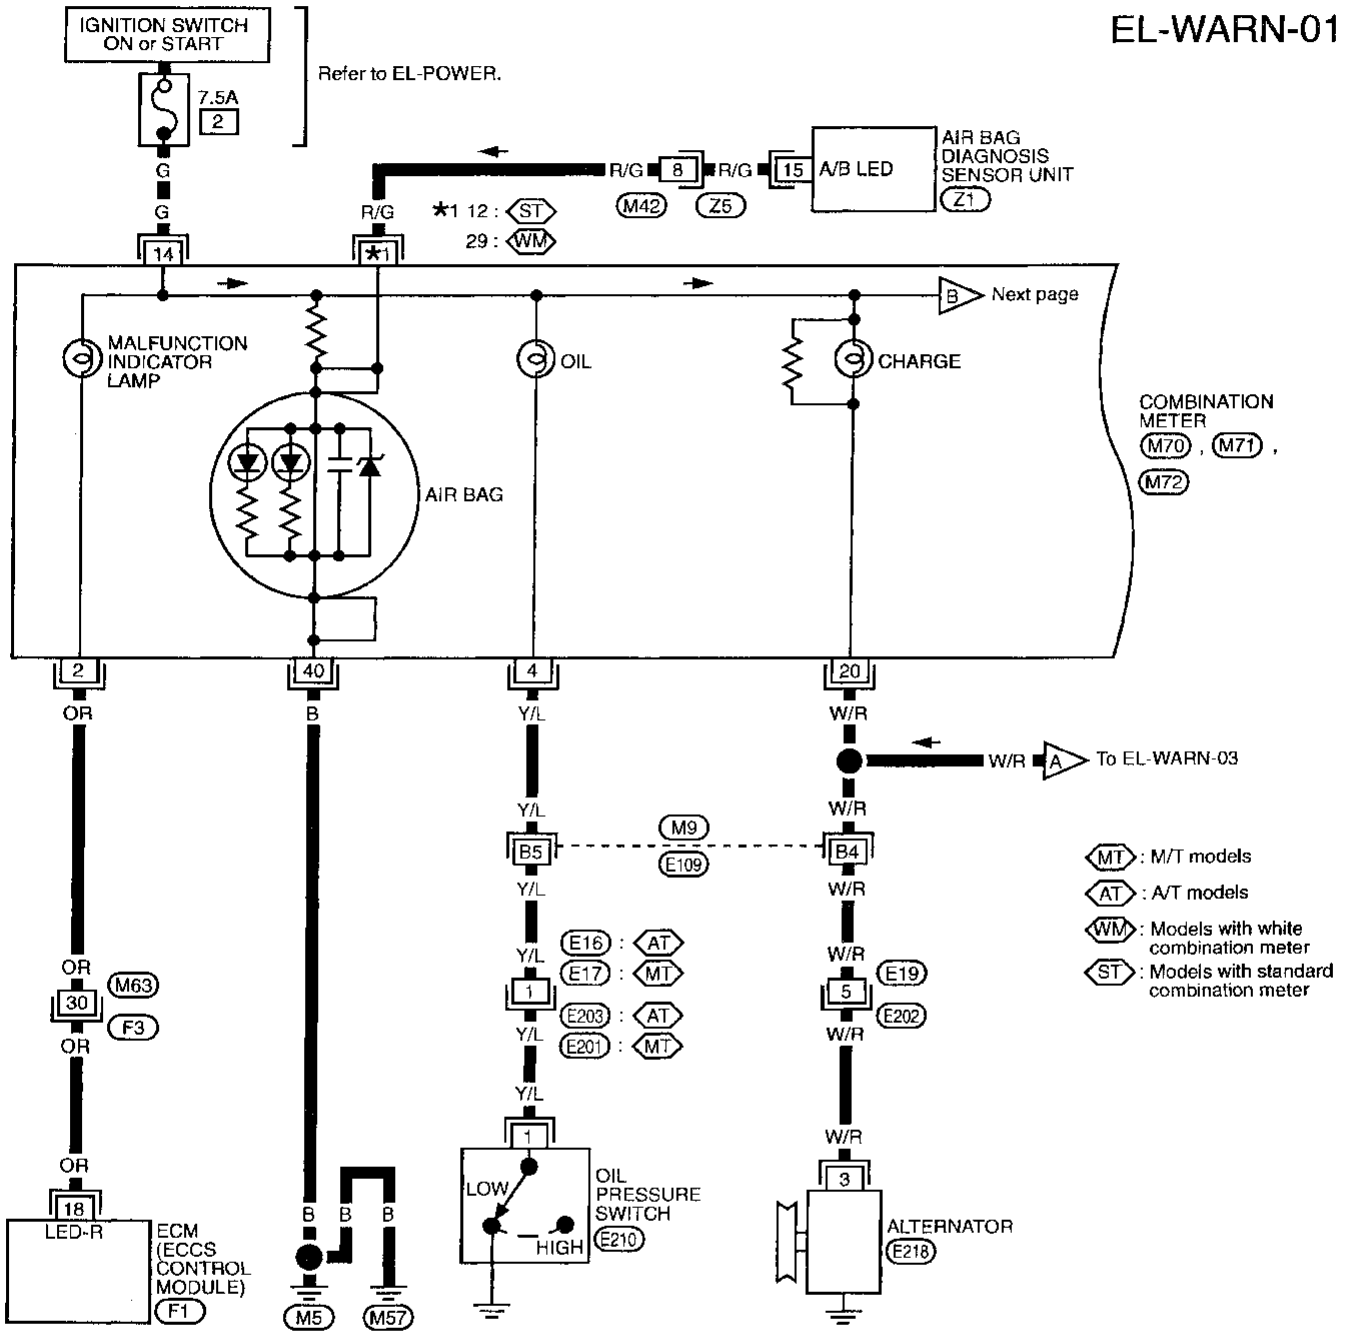 EL-WARN-01
IGNITION SWITCH
ON or START
Refer to EL-POWER.
7.5A
2
G
G
14
R/G
8
R/G
15
A/B LED
AIR BAG
DIAGNOSIS
SENSOR UNIT
Z1
M42
Z5
R/G
*1 12 : ST
29 : WM
*1
B
Next page
MALFUNCTION
INDICATOR
LAMP
OIL
CHARGE
AIR BAG
COMBINATION
METER
M70 , M71 ,
M72
2
40
4
20
OR
B
Y/L
W/R
W/R
A
To EL-WARN-03
Y/L
W/R
M9
B5
B4
E109
Y/L
W/R
MT : M/T models
AT : A/T models
WM : Models with white
combination meter
ST : Models with standard
combination meter
E16 : AT
E17 : MT
Y/L
W/R
1
5
E19
E203 : AT
E202
E201 : MT
Y/L
W/R
OR
M63
30
F3
OR
Y/L
W/R
1
3
OR
18
LED-R
ECM
(ECCS
CONTROL
MODULE)
F1
B
B
B
M5
M57
LOW
HIGH
OIL
PRESSURE
SWITCH
E210
ALTERNATOR
E218